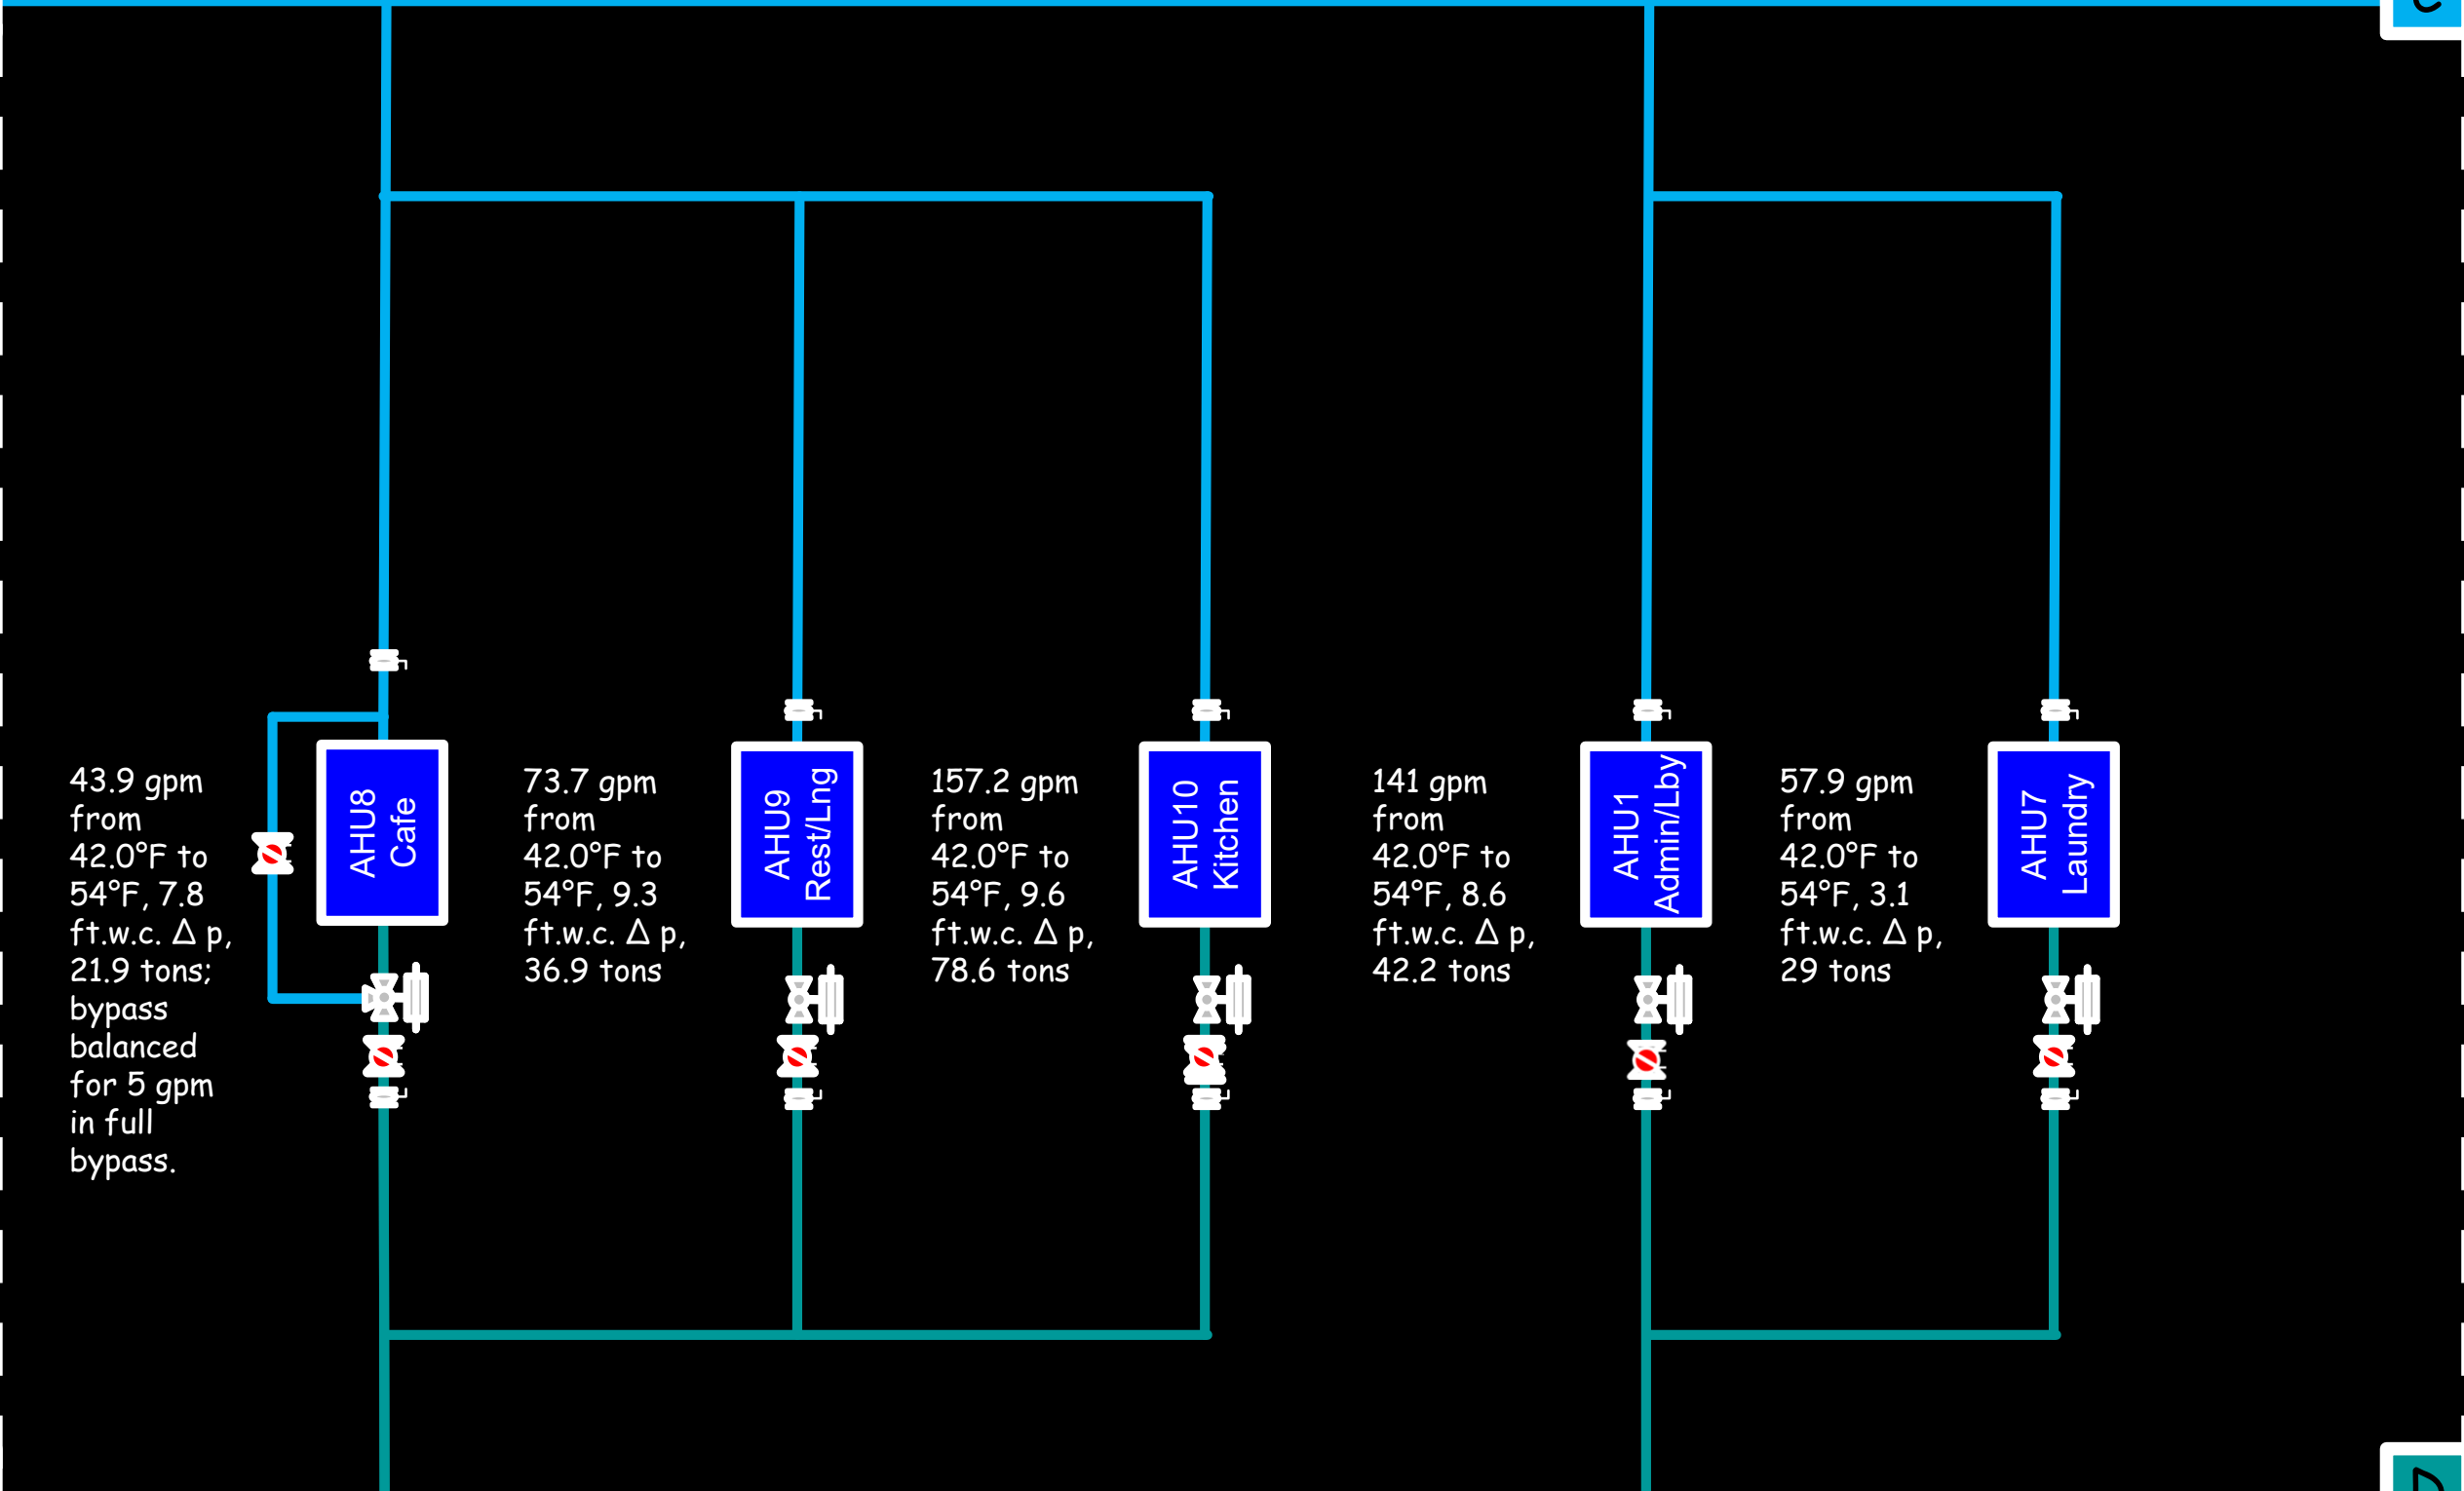 43.9 gpm
from
42.0°F to
54°F, 7.8
ft.w.c. Δ p,
21.9 tons;
bypass
balanced
for 5 gpm
in full
bypass.
AHU8
Cafe
73.7 gpm
from
42.0°F to
54°F, 9.3
ft.w.c. Δ p,
36.9 tons
AHU9
Rest/Lng
157.2 gpm
from
42.0°F to
54°F, 9.6
ft.w.c. Δ p,
78.6 tons
AHU10
Kitchen
141 gpm
from
42.0°F to
54°F, 8.6
ft.w.c. Δ p,
42.2 tons
AHU1
Admin/Lby
57.9 gpm
from
42.0°F to
54°F, 3.1
ft.w.c. Δ p,
29 tons
AHU7
Laundry